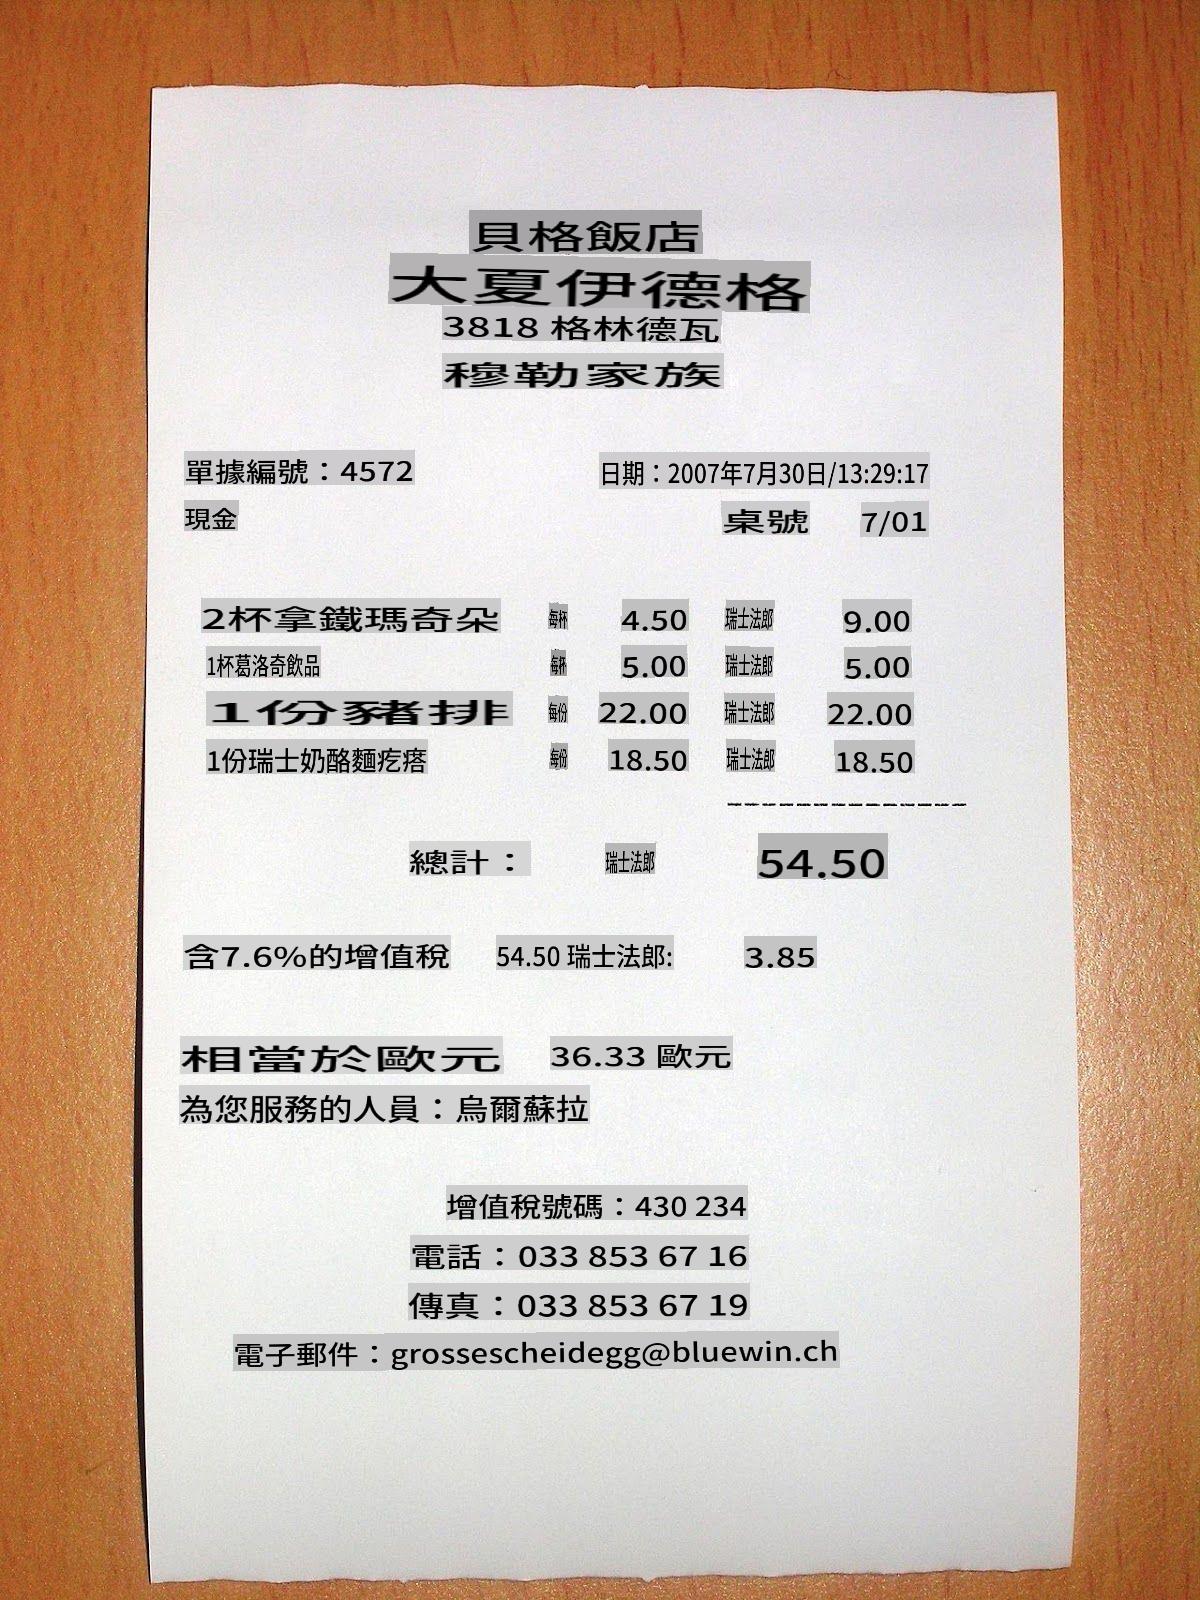 貝格飯店
大夏伊德格
3818 格林德瓦
穆勒家族
單據編號：4572 日期：2007年7月30日/13:29:17
現金 桌號 7/01
2杯拿鐵瑪奇朵 每杯 4.50 瑞士法郎 9.00
1杯葛洛奇飲品 每杯 5.00 瑞士法郎 5.00
1份豬排 每份 22.00 瑞士法郎 22.00
1份瑞士奶酪麵疙瘩 每份 18.50 瑞士法郎 18.50
總計： 瑞士法郎 54.50
含7.6%的增值稅 54.50 瑞士法郎: 3.85
相當於歐元 36.33 歐元
為您服務的人員：烏爾蘇拉
增值稅號碼：430 234
電話：033 853 67 16
傳真：033 853 67 19
電子郵件：grossescheidegg@bluewin.ch